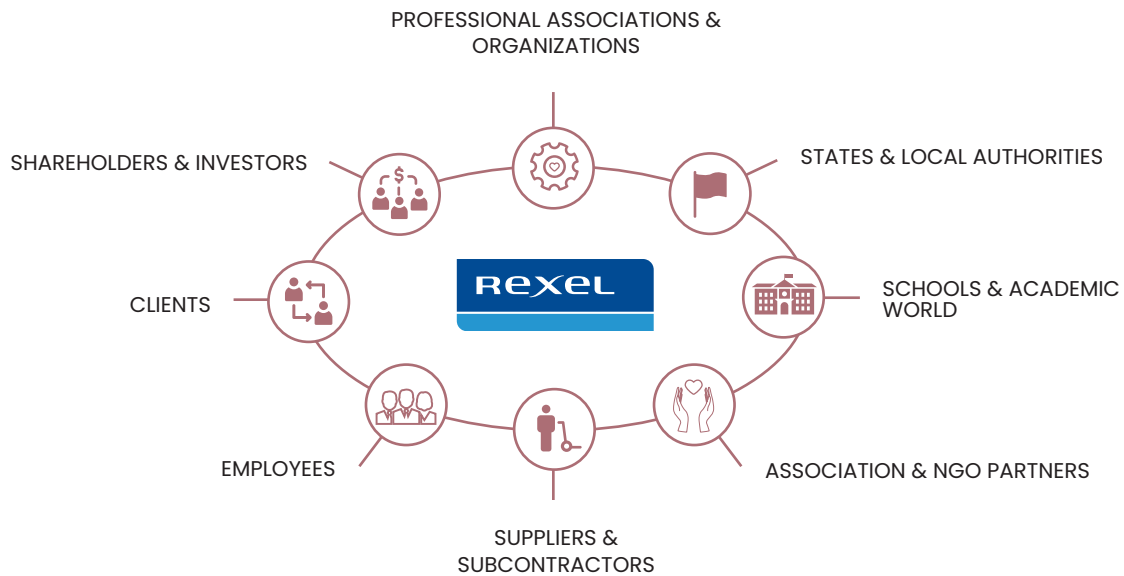 PROFESSIONAL ASSOCIATIONS &
ORGANIZATIONS
SHAREHOLDERS & INVESTORS
$
STATES & LOCAL AUTHORITIES
CLIENTS
REXEL
SCHOOLS & ACADEMIC
WORLD
EMPLOYEES
ASSOCIATION & NGO PARTNERS
SUPPLIERS &
SUBCONTRACTORS